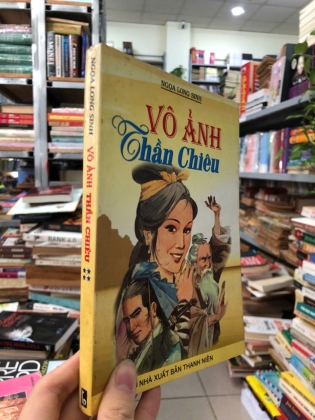 NGỌA LONG SINH
VÔ ẢNH
Thần Chiêu
NHÀ XUẤT BẢN THANH NIÊN
NGỌA LONG SINH VÔ ẢNH THẦN CHIÊU